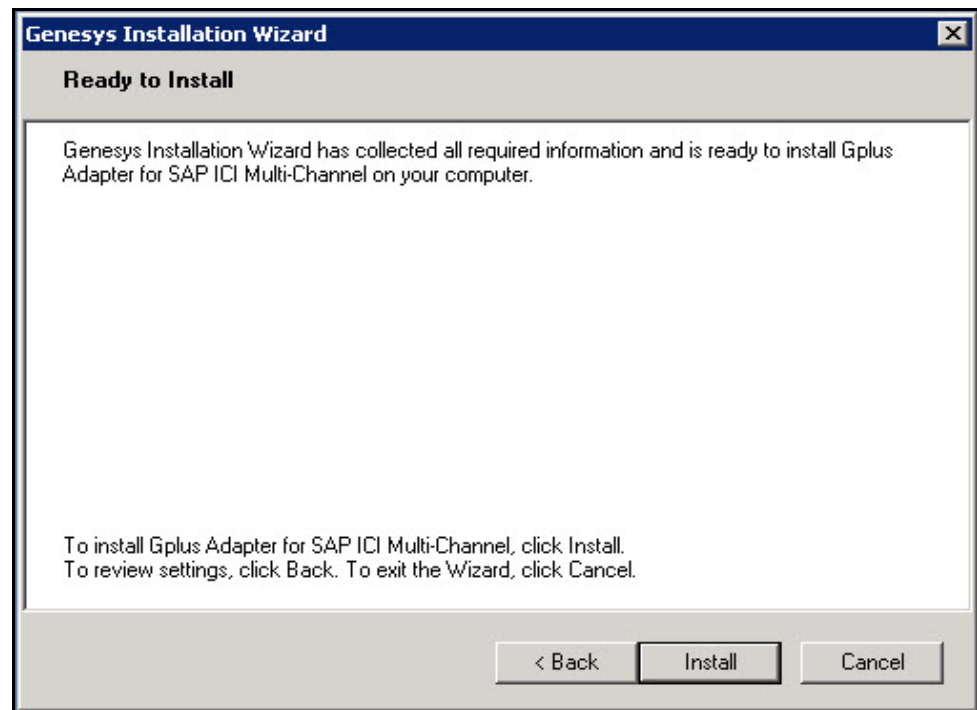 Genesys Installation Wizard
Ready to Install
Genesys Installation Wizard has collected all required information and is ready to install Gplus
Adapter for SAP ICI Multi-Channel on your computer.
To install Gplus Adapter for SAP ICI Multi-Channel, click Install.
To review settings, click Back. To exit the Wizard, click Cancel.
< Back
Install
Cancel